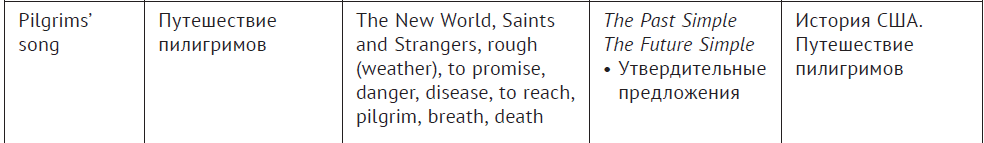 Pilgrims’
song
Путешествие
пилигримов
The New World, Saints
and Strangers, rough
(weather), to promise,
danger, disease, to reach,
pilgrim, breath, death
The Past Simple
The Future Simple
• Утвердительные
предложения
История США.
Путешествие
пилигримов